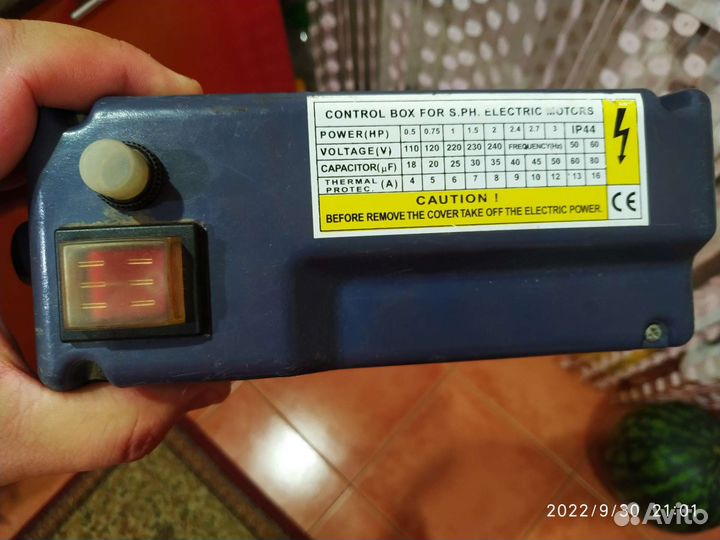 CONTROL BOX FOR S.PH. ELECTRIC MOTORS
POWER(HP) 0.5 0.75 1 1.5 2 2.4 2.7 3 IP44
VOLTAGE(V) 110 120 220 230 240 FREQUENCY(Hz) 50 60
CAPACITOR(µF) 18 20 25 30 35 40 45 50 60 80
THERMAL PROTEC. (A) 4 5 6 7 8 9 10 12 13 16
CAUTION !
BEFORE REMOVE THE COVER TAKE OFF THE ELECTRIC POWER.
CE
2022/9/30 21:01
Avito